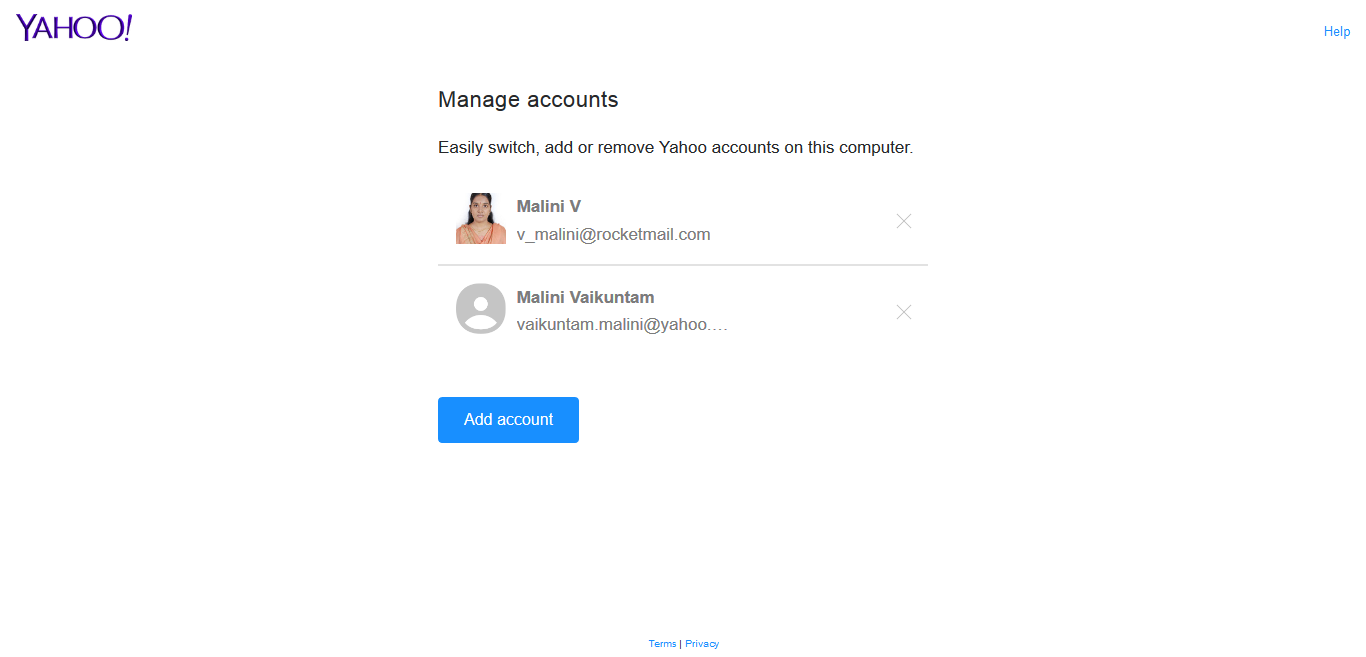 YAHOO!
Help
Manage accounts
Easily switch, add or remove Yahoo accounts on this computer.
Malini V
v_malini@rocketmail.com
Malini Vaikuntam
vaikuntam.malini@yahoo.…
Add account
Terms | Privacy